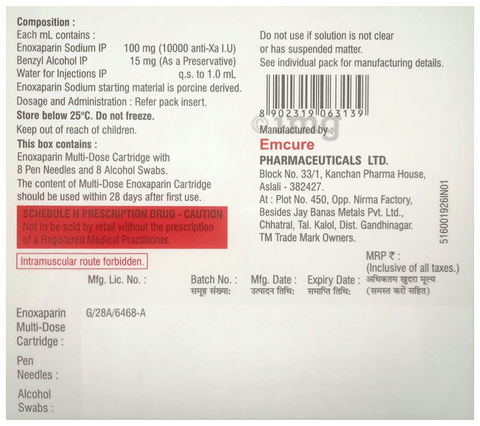 Composition :
Each mL contains :
Enoxaparin Sodium IP 100 mg (10000 anti-Xa I.U)
Benzyl Alcohol IP 15 mg (As a Preservative)
Water for Injections IP q.s. to 1.0 mL
Enoxaparin Sodium starting material is porcine derived.
Dosage and Administration : Refer pack insert.
Store below 25°C. Do not freeze.
Keep out of reach of children.
This box contains :
Enoxaparin Multi-Dose Cartridge with
8 Pen Needles and 8 Alcohol Swabs.
The content of Multi-Dose Enoxaparin Cartridge
should be used within 28 days after first use.
SCHEDULE H PRESCRIPTION DRUG - CAUTION
Not to be sold by retail without the prescription
of a Registered Medical Practitioner.
Intramuscular route forbidden.
Do not use if solution is not clear
or has suspended matter.
See individual pack for manufacturing details.
8 902319 063139
1mg
Manufactured by :
Emcure
PHARMACEUTICALS LTD.
Block No. 33/1, Kanchan Pharma House,
Aslali - 382427.
At : Plot No. 450, Opp. Nirma Factory,
Besides Jay Banas Metals Pvt. Ltd.,
Chhatral, Tal. Kalol, Dist. Gandhinagar.
TM Trade Mark Owners.
516001926IN01
Mfg. Lic. No. :
Batch No. :
समूह संख्या:
Mfg. Date :
उत्पादन तिथि:
Expiry Date :
समाप्ति तिथि:
MRP ₹ :
(Inclusive of all taxes.)
अधिकतम खुदरा मूल्य
(समस्त करों सहित)
Enoxaparin G/28A/6468-A
Multi-Dose
Cartridge :
Pen
Needles :
Alcohol
Swabs :